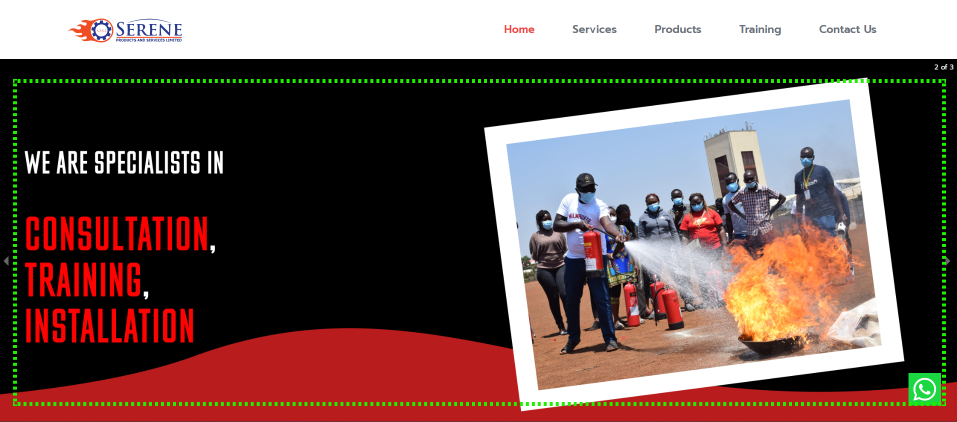 SERENE
PRODUCTS AND SERVICES LIMITED
Home
Services
Products
Training
Contact Us
2 of 3
WE ARE SPECIALISTS IN
CONSULTATION,
TRAINING,
INSTALLATION